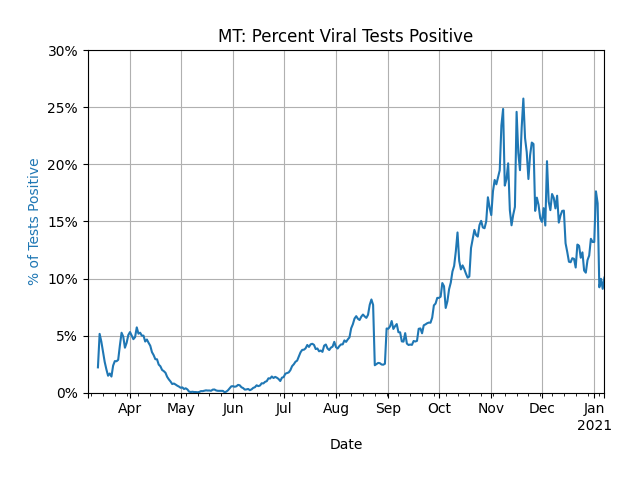 MT: Percent Viral Tests Positive
30%
25%
20%
15%
10%
5%
0%
% of Tests Positive
Apr May Jun Jul Aug Sep Oct Nov Dec Jan
2021
Date